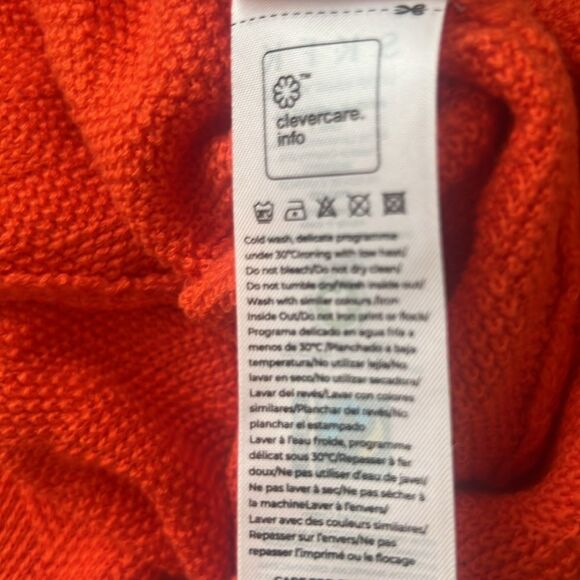 TM
clevercare.
info
Cold wash, delicate programme
under 30°C/Ironing with low heat/
Do not bleach/Do not dry clean/
Do not tumble dry/Wash inside out/
Wash with similar colours /Iron
Inside Out/Do not iron print or flock/
Programa delicado en agua fría a
menos de 30°C /Planchado a baja
temperatura/No utilizar lejía/No
lavar en seco/No utilizar secadora/
Lavar del revés/Lavar con colores
similares/Planchar del revés/No
planchar el estampado
Laver à l'eau froide, programme
délicat sous 30°C/Repasser à fer
doux/Ne pas utiliser d'eau de javel/
Ne pas laver à sec/Ne pas sécher à
la machineLaver à l'envers/
Laver avec des couleurs similaires/
Repasser sur l'envers/Ne pas
repasser l'imprimé ou le flocage